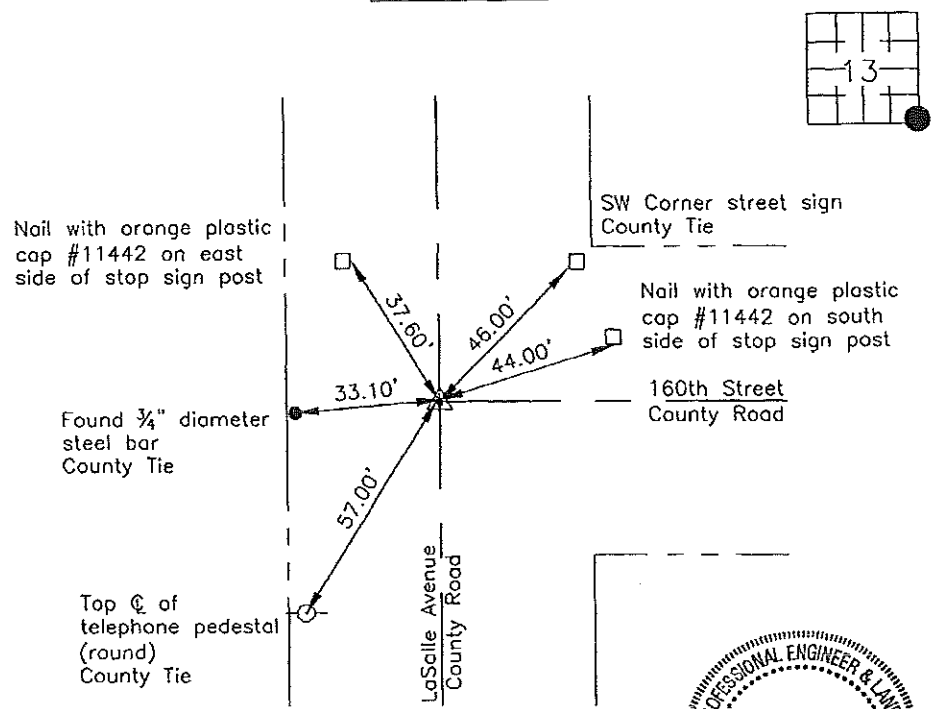 13
SW Corner street sign
County Tie
Nail with orange plastic
cap #11442 on east
side of stop sign post
37.60'
46.00'
Nail with orange plastic
cap #11442 on south
side of stop sign post
44.00'
33.10'
160th Street
County Road
Found ¾" diameter
steel bar
County Tie
57.00'
LaSalle Avenue
County Road
Top ℄ of
telephone pedestal
(round)
County Tie
ENGINEER &